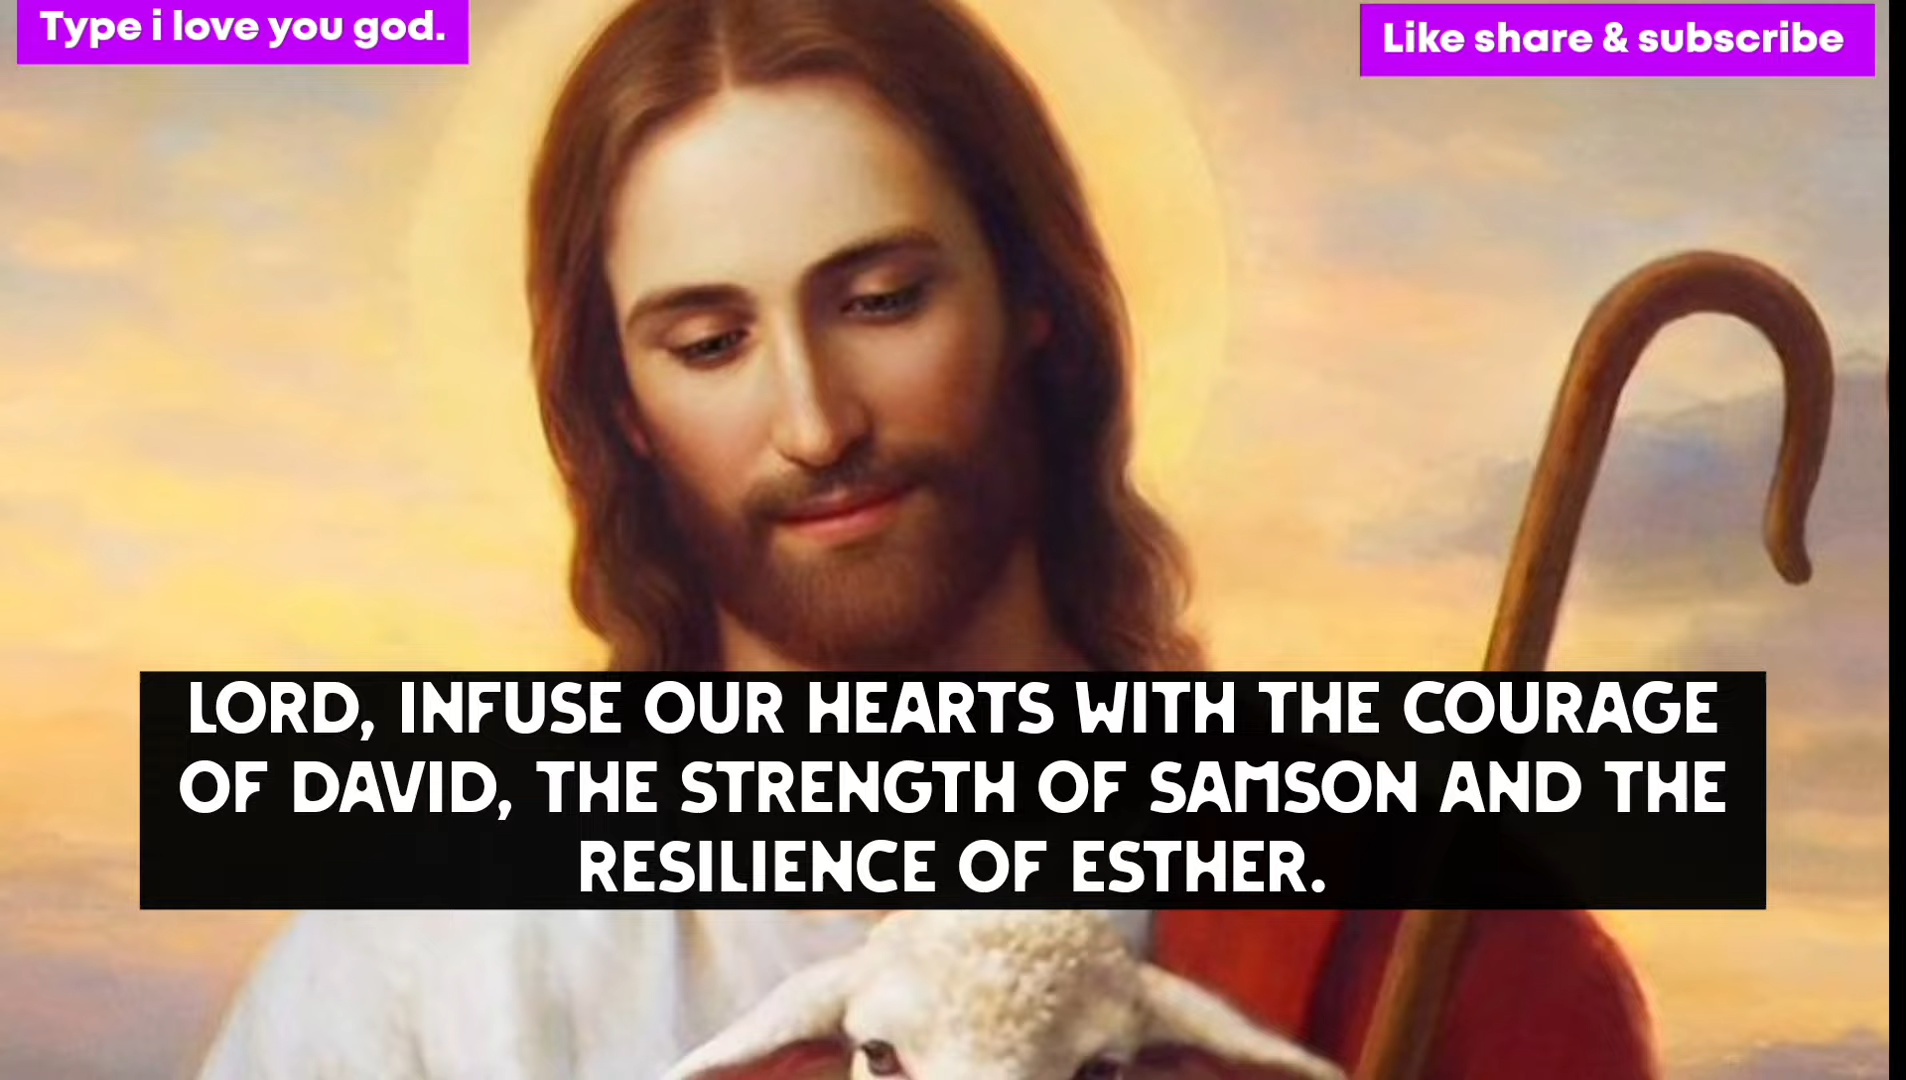 Type i love you god.
Like share & subscribe
LORD, INFUSE OUR HEARTS WITH THE COURAGE
OF DAVID, THE STRENGTH OF SAMSON AND THE
RESILIENCE OF ESTHER.